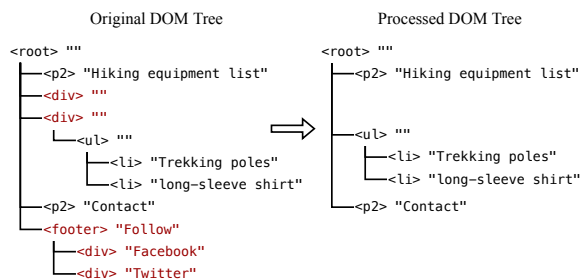 Original DOM Tree
<root> ""
<p2> "Hiking equipment list"
<div> ""
<div> ""
<ul> ""
<li> "Trekking poles"
<li> "long-sleeve shirt"
<p2> "Contact"
<footer> "Follow"
<div> "Facebook"
<div> "Twitter"
Processed DOM Tree
<root> ""
<p2> "Hiking equipment list"
<ul> ""
<li> "Trekking poles"
<li> "long-sleeve shirt"
<p2> "Contact"